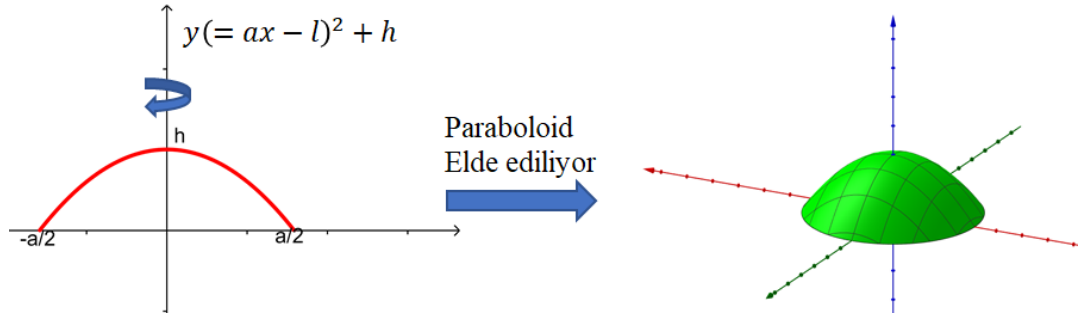 y(= ax − l)² + h
h
-a/2
a/2
Paraboloid
Elde ediliyor